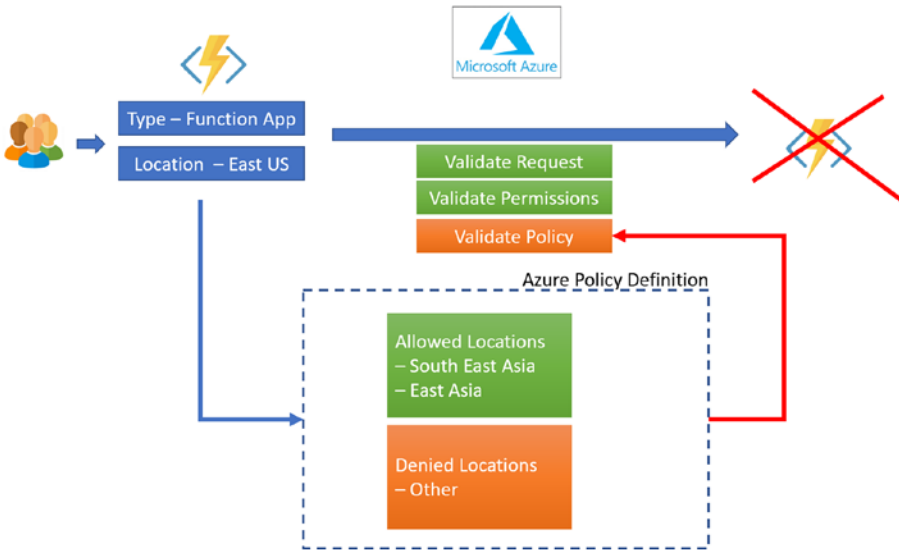 Microsoft Azure
Type – Function App
Location – East US
Validate Request
Validate Permissions
Validate Policy
Azure Policy Definition
Allowed Locations
– South East Asia
– East Asia
Denied Locations
– Other